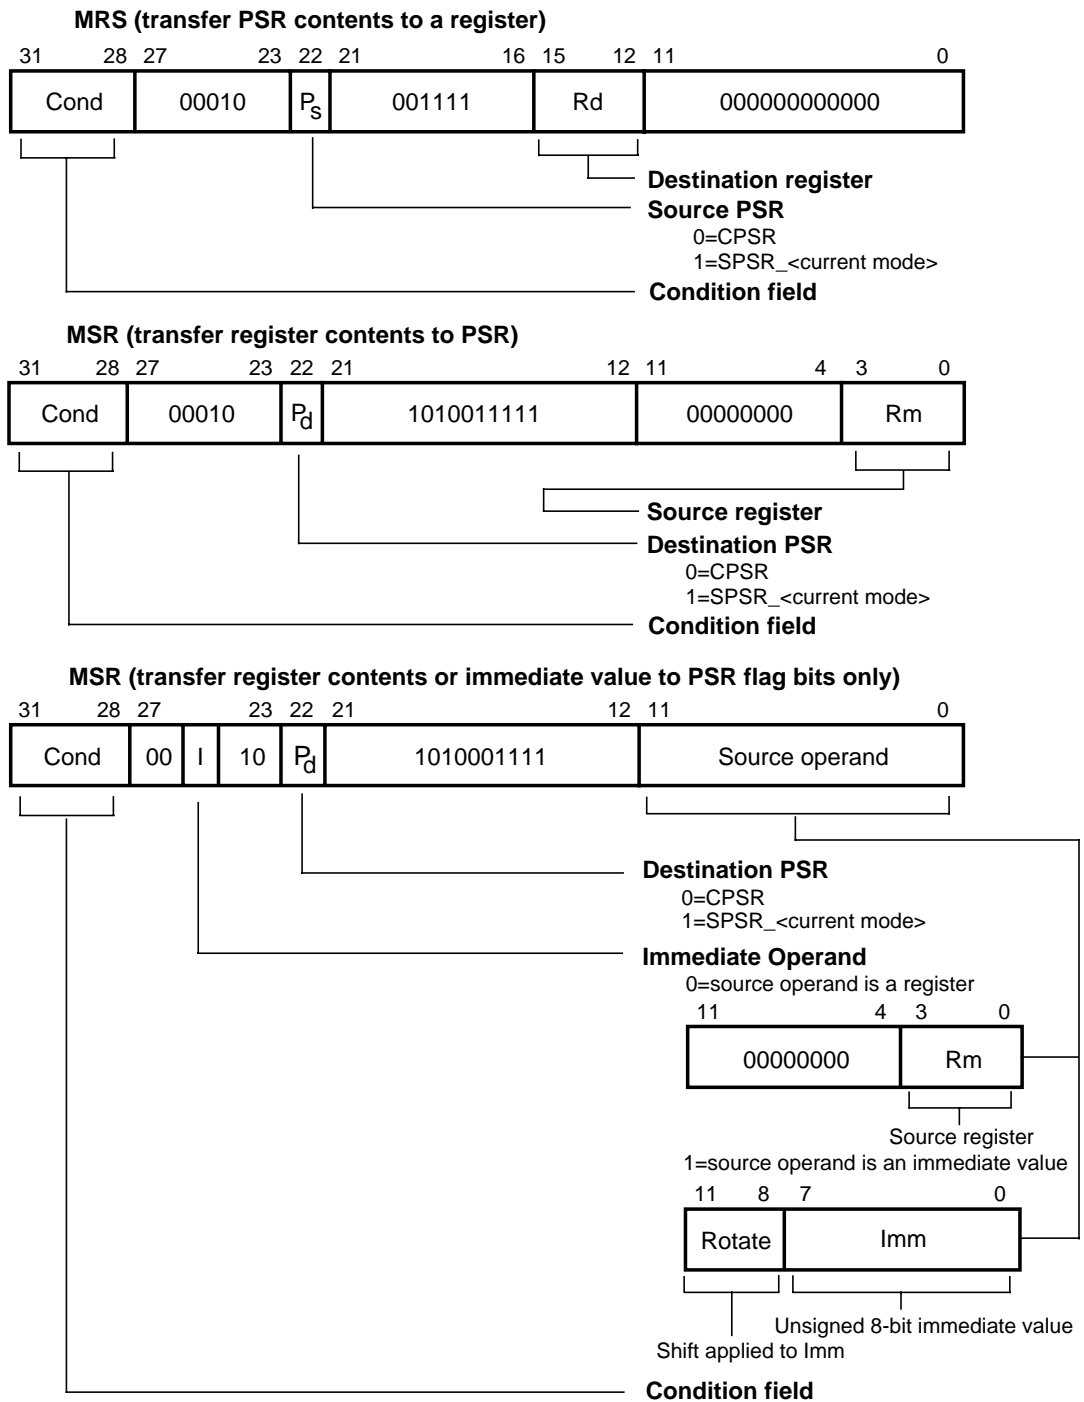 MRS (transfer PSR contents to a register)
31 28 27 23 22 21 16 15 12 11 0
Cond 00010 Ps 001111 Rd 000000000000
Destination register
Source PSR
0=CPSR
1=SPSR_<current mode>
Condition field
MSR (transfer register contents to PSR)
31 28 27 23 22 21 12 11 4 3 0
Cond 00010 Pd 1010011111 00000000 Rm
Source register
Destination PSR
0=CPSR
1=SPSR_<current mode>
Condition field
MSR (transfer register contents or immediate value to PSR flag bits only)
31 28 27 23 22 21 12 11 0
Cond 00 I 10 Pd 1010001111 Source operand
Destination PSR
0=CPSR
1=SPSR_<current mode>
Immediate Operand
0=source operand is a register
11 4 3 0
00000000 Rm
Source register
1=source operand is an immediate value
11 8 7 0
Rotate Imm
Unsigned 8-bit immediate value
Shift applied to Imm
Condition field